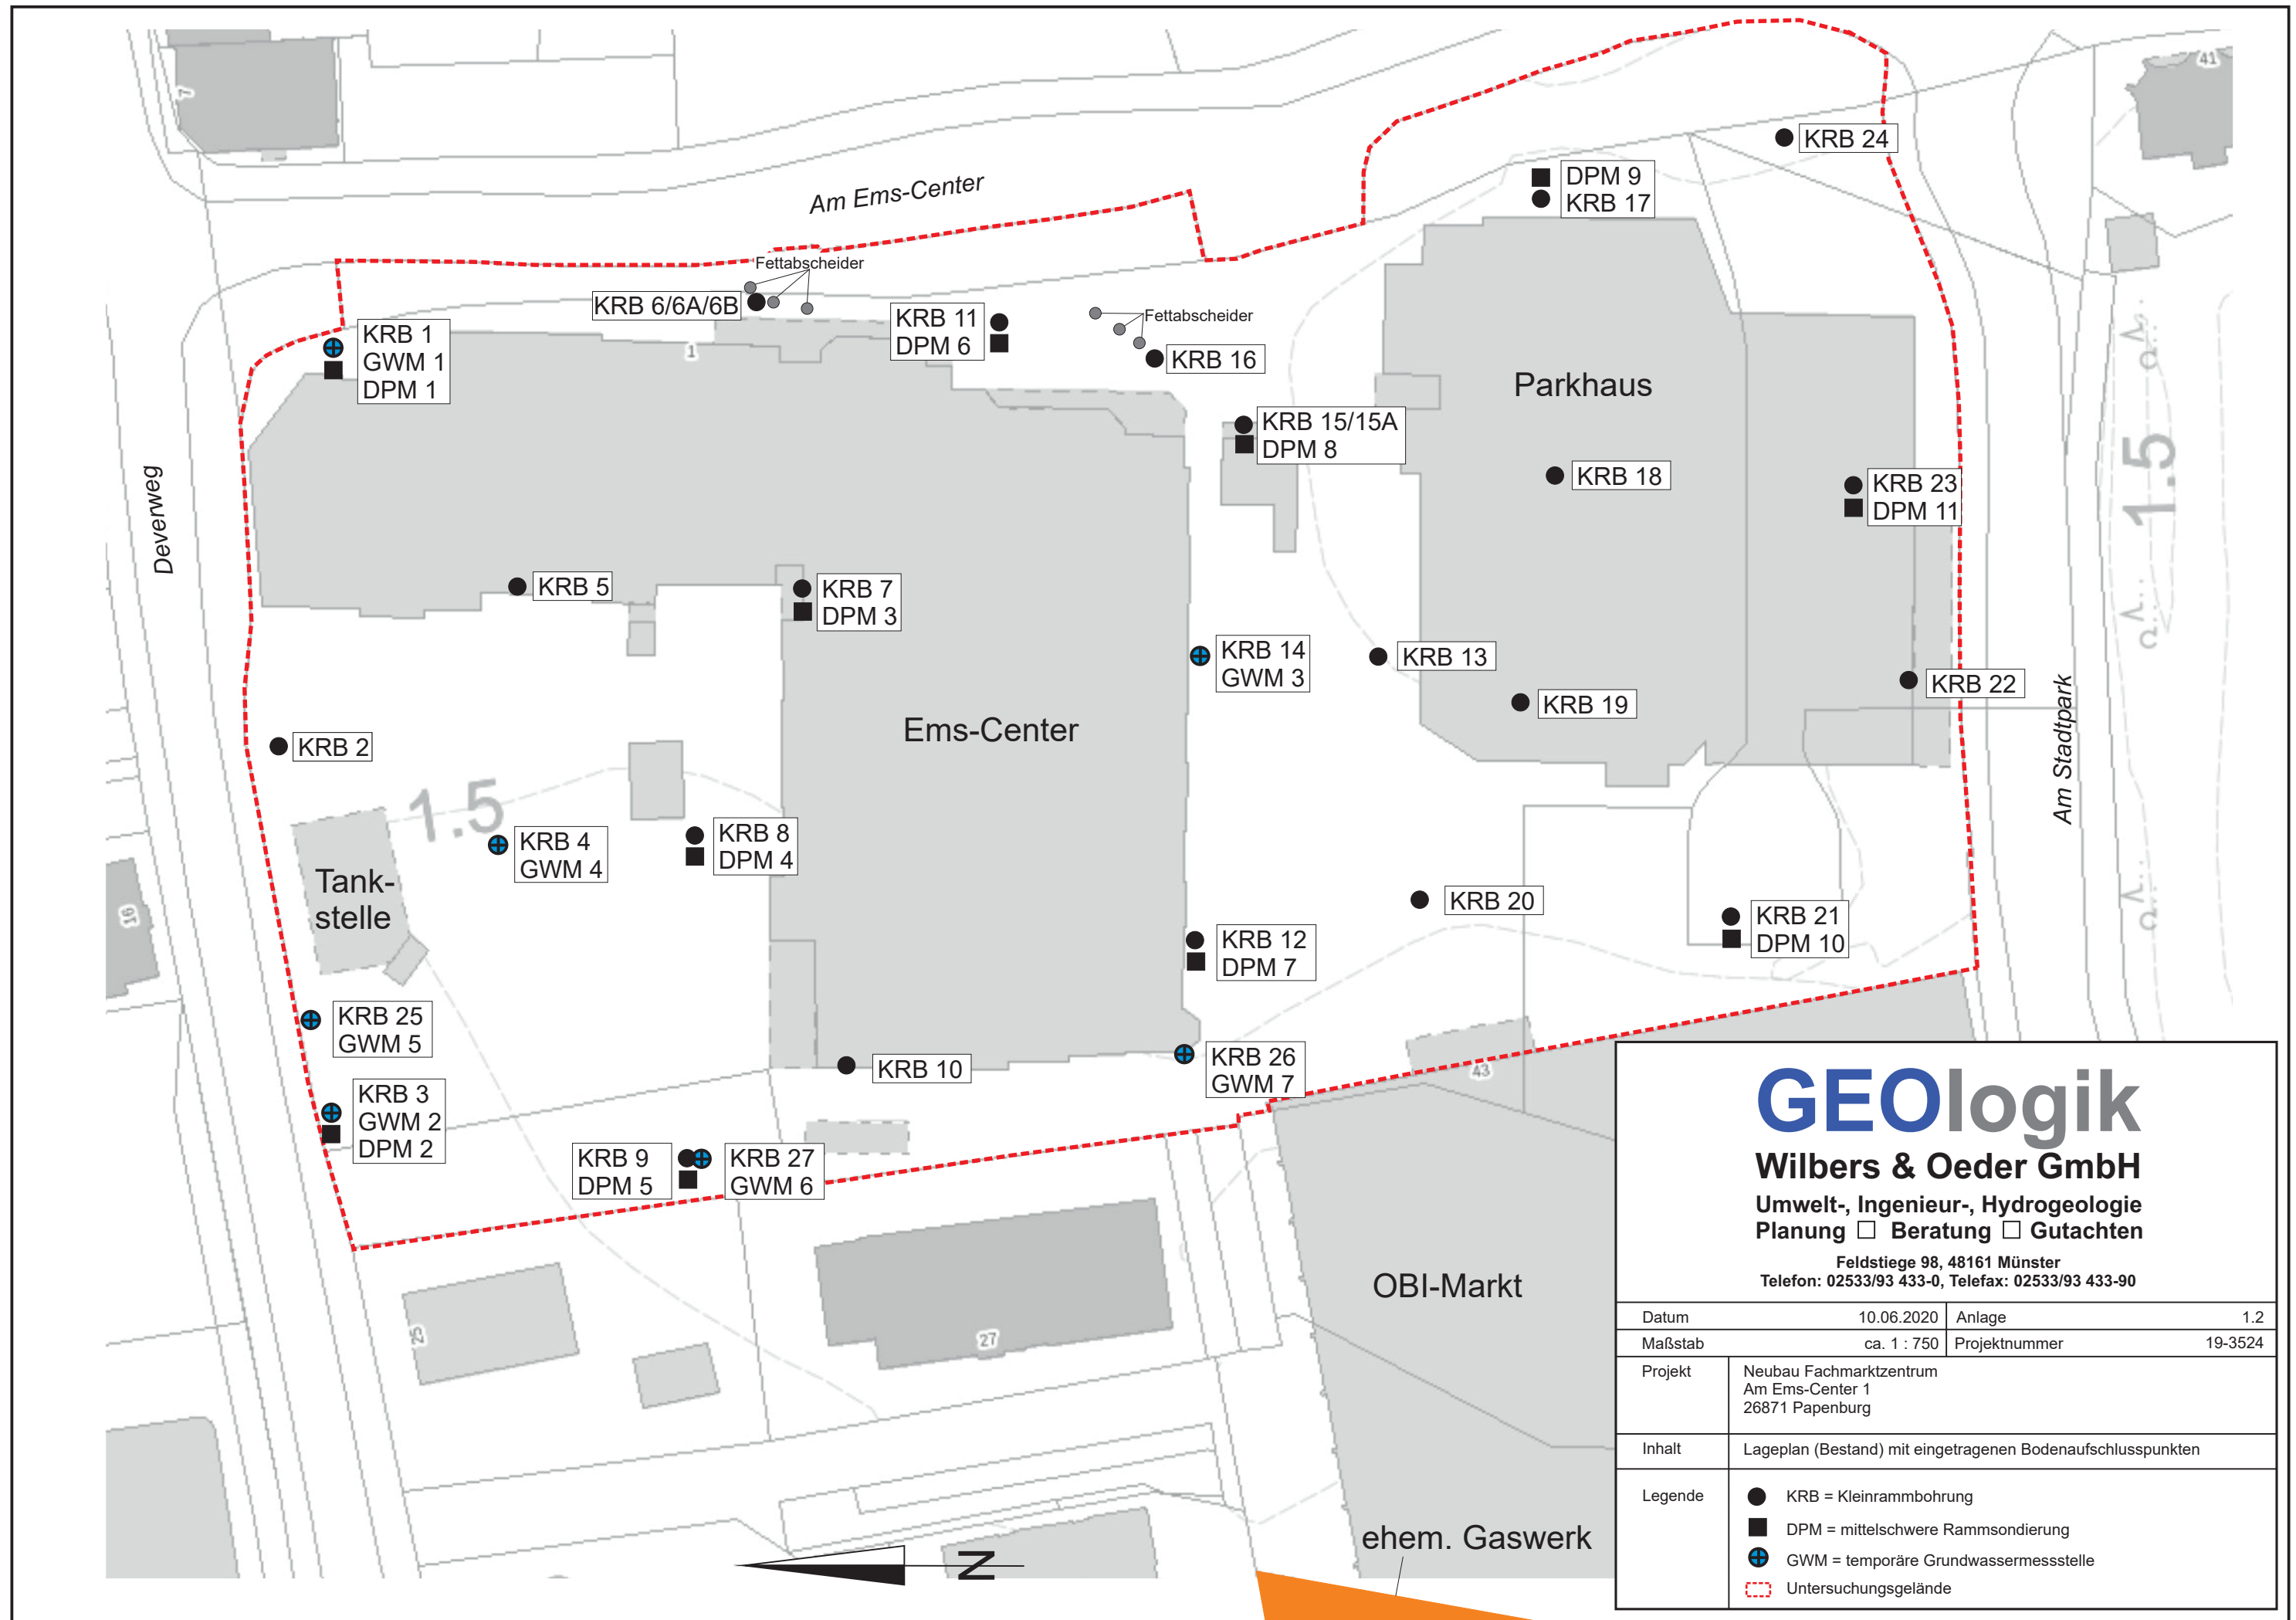 7
41
Am Ems-Center
DPM 9
KRB 17
KRB 24
Fettabscheider
KRB 6/6A/6B
KRB 11
DPM 6
Fettabscheider
KRB 16
KRB 1
GWM 1
DPM 1
1
Parkhaus
KRB 15/15A
DPM 8
KRB 18
KRB 23
DPM 11
1.5
Deverweg
KRB 5
KRB 7
DPM 3
KRB 14
GWM 3
KRB 13
KRB 19
KRB 22
Am Stadtpark
Ems-Center
KRB 2
1.5
KRB 4
GWM 4
KRB 8
DPM 4
Tank-
stelle
16
KRB 20
KRB 21
DPM 10
KRB 12
DPM 7
KRB 25
GWM 5
KRB 10
KRB 26
GWM 7
43
KRB 3
GWM 2
DPM 2
KRB 9
DPM 5
KRB 27
GWM 6
OBI-Markt
25
27
ehem. Gaswerk
N
GEOlogik
Wilbers & Oeder GmbH
Umwelt-, Ingenieur-, Hydrogeologie
Planung □ Beratung □ Gutachten
Feldstiege 98, 48161 Münster
Telefon: 02533/93 433-0, Telefax: 02533/93 433-90
Datum 10.06.2020 Anlage 1.2
Maßstab ca. 1 : 750 Projektnummer 19-3524
Projekt Neubau Fachmarktzentrum
Am Ems-Center 1
26871 Papenburg
Inhalt Lageplan (Bestand) mit eingetragenen Bodenaufschlusspunkten
Legende KRB = Kleinrammbohrung
DPM = mittelschwere Rammsondierung
GWM = temporäre Grundwassermessstelle
Untersuchungsgelände